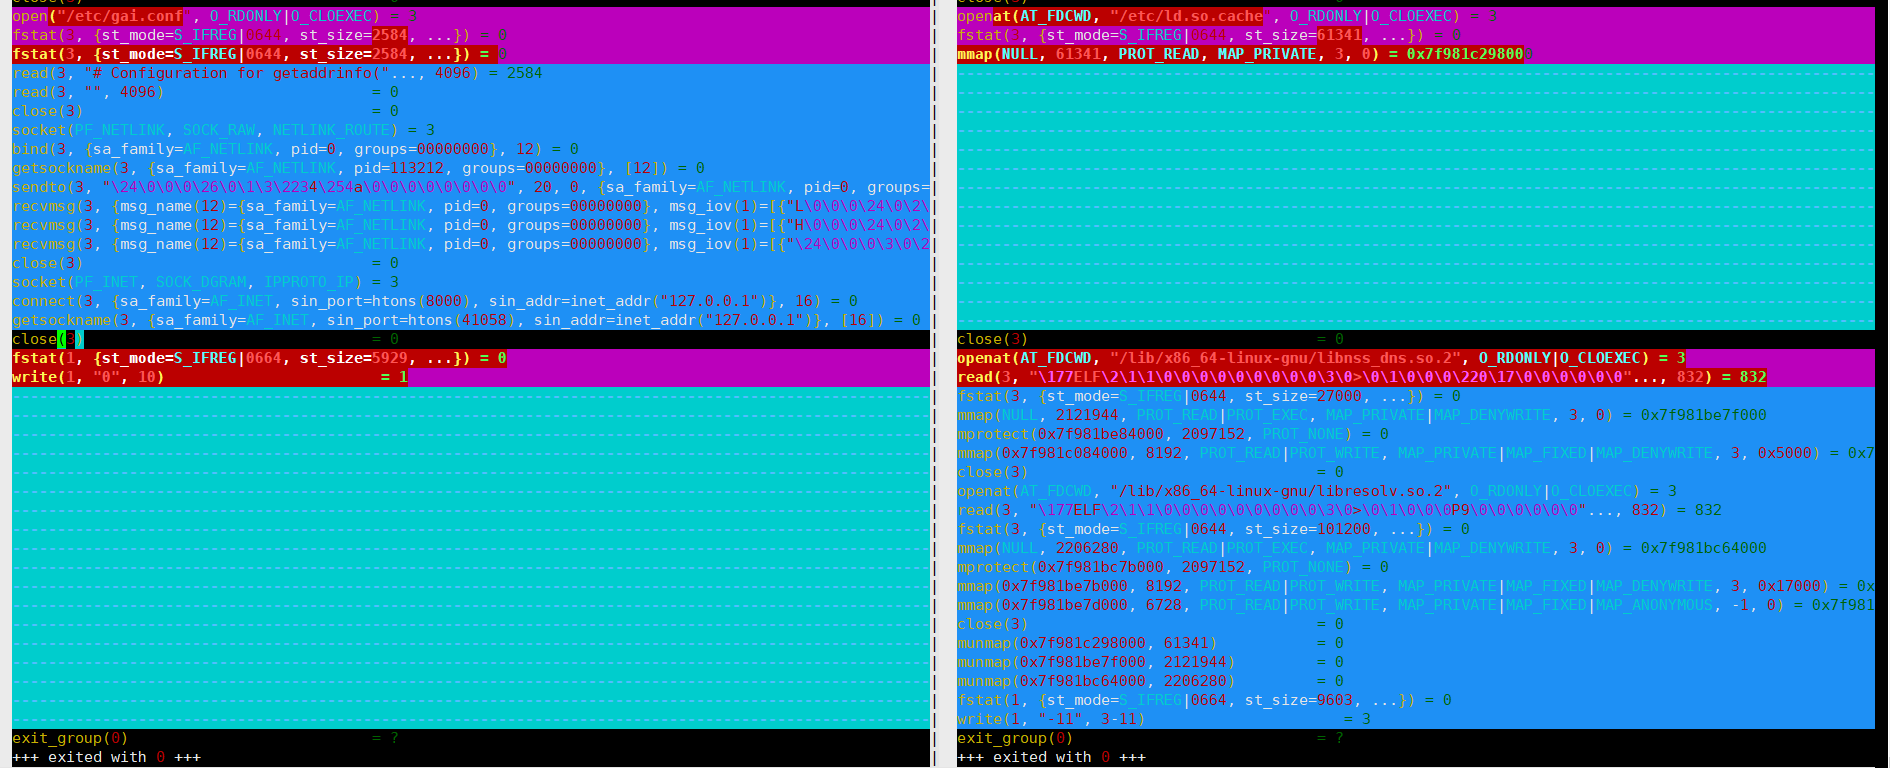 open("/etc/gai.conf", O_RDONLY|O_CLOEXEC) = 3
fstat(3, {st_mode=S_IFREG|0644, st_size=2584, ...}) = 0
fstat(3, {st_mode=S_IFREG|0644, st_size=2584, ...}) = 0
read(3, "# Configuration for getaddrinfo("..., 4096) = 2584
read(3, "", 4096)                       = 0
close(3)                                = 0
socket(PF_NETLINK, SOCK_RAW, NETLINK_ROUTE) = 3
bind(3, {sa_family=AF_NETLINK, pid=0, groups=00000000}, 12) = 0
getsockname(3, {sa_family=AF_NETLINK, pid=113212, groups=00000000}, [12]) = 0
sendto(3, "\24\0\0\0\26\0\1\3\2234\254a\0\0\0\0\0\0\0\0", 20, 0, {sa_family=AF_NETLINK, pid=0, groups=
recvmsg(3, {msg_name(12)={sa_family=AF_NETLINK, pid=0, groups=00000000}, msg_iov(1)=[{"L\0\0\0\24\0\2\
recvmsg(3, {msg_name(12)={sa_family=AF_NETLINK, pid=0, groups=00000000}, msg_iov(1)=[{"H\0\0\0\24\0\2\
recvmsg(3, {msg_name(12)={sa_family=AF_NETLINK, pid=0, groups=00000000}, msg_iov(1)=[{"\24\0\0\0\3\0\2
close(3)                                = 0
socket(PF_INET, SOCK_DGRAM, IPPROTO_IP) = 3
connect(3, {sa_family=AF_INET, sin_port=htons(8000), sin_addr=inet_addr("127.0.0.1")}, 16) = 0
getsockname(3, {sa_family=AF_INET, sin_port=htons(41058), sin_addr=inet_addr("127.0.0.1")}, [16]) = 0
close(3)                                = 0
fstat(1, {st_mode=S_IFREG|0664, st_size=5929, ...}) = 0
write(1, "0", 10)                        = 1
exit_group(0)                           = ?
+++ exited with 0 +++
openat(AT_FDCWD, "/etc/ld.so.cache", O_RDONLY|O_CLOEXEC) = 3
fstat(3, {st_mode=S_IFREG|0644, st_size=61341, ...}) = 0
mmap(NULL, 61341, PROT_READ, MAP_PRIVATE, 3, 0) = 0x7f981c298000
close(3)                                = 0
openat(AT_FDCWD, "/lib/x86_64-linux-gnu/libnss_dns.so.2", O_RDONLY|O_CLOEXEC) = 3
read(3, "\177ELF\2\1\1\0\0\0\0\0\0\0\0\0\3\0>\0\1\0\0\0\220\17\0\0\0\0\0\0"..., 832) = 832
fstat(3, {st_mode=S_IFREG|0644, st_size=27000, ...}) = 0
mmap(NULL, 2121944, PROT_READ|PROT_EXEC, MAP_PRIVATE|MAP_DENYWRITE, 3, 0) = 0x7f981be7f000
mprotect(0x7f981be84000, 2097152, PROT_NONE) = 0
mmap(0x7f981c084000, 8192, PROT_READ|PROT_WRITE, MAP_PRIVATE|MAP_FIXED|MAP_DENYWRITE, 3, 0x5000) = 0x7
close(3)                                = 0
openat(AT_FDCWD, "/lib/x86_64-linux-gnu/libresolv.so.2", O_RDONLY|O_CLOEXEC) = 3
read(3, "\177ELF\2\1\1\0\0\0\0\0\0\0\0\0\3\0>\0\1\0\0\0P9\0\0\0\0\0\0"..., 832) = 832
fstat(3, {st_mode=S_IFREG|0644, st_size=101200, ...}) = 0
mmap(NULL, 2206280, PROT_READ|PROT_EXEC, MAP_PRIVATE|MAP_DENYWRITE, 3, 0) = 0x7f981bc64000
mprotect(0x7f981bc7b000, 2097152, PROT_NONE) = 0
mmap(0x7f981be7b000, 8192, PROT_READ|PROT_WRITE, MAP_PRIVATE|MAP_FIXED|MAP_DENYWRITE, 3, 0x17000) = 0x
mmap(0x7f981be7d000, 6728, PROT_READ|PROT_WRITE, MAP_PRIVATE|MAP_FIXED|MAP_ANONYMOUS, -1, 0) = 0x7f981
close(3)                                = 0
munmap(0x7f981c298000, 61341)           = 0
munmap(0x7f981be7f000, 2121944)         = 0
munmap(0x7f981bc64000, 2206280)         = 0
fstat(1, {st_mode=S_IFREG|0664, st_size=9603, ...}) = 0
write(1, "-11", 3-11)                      = 3
exit_group(0)                           = ?
+++ exited with 0 +++